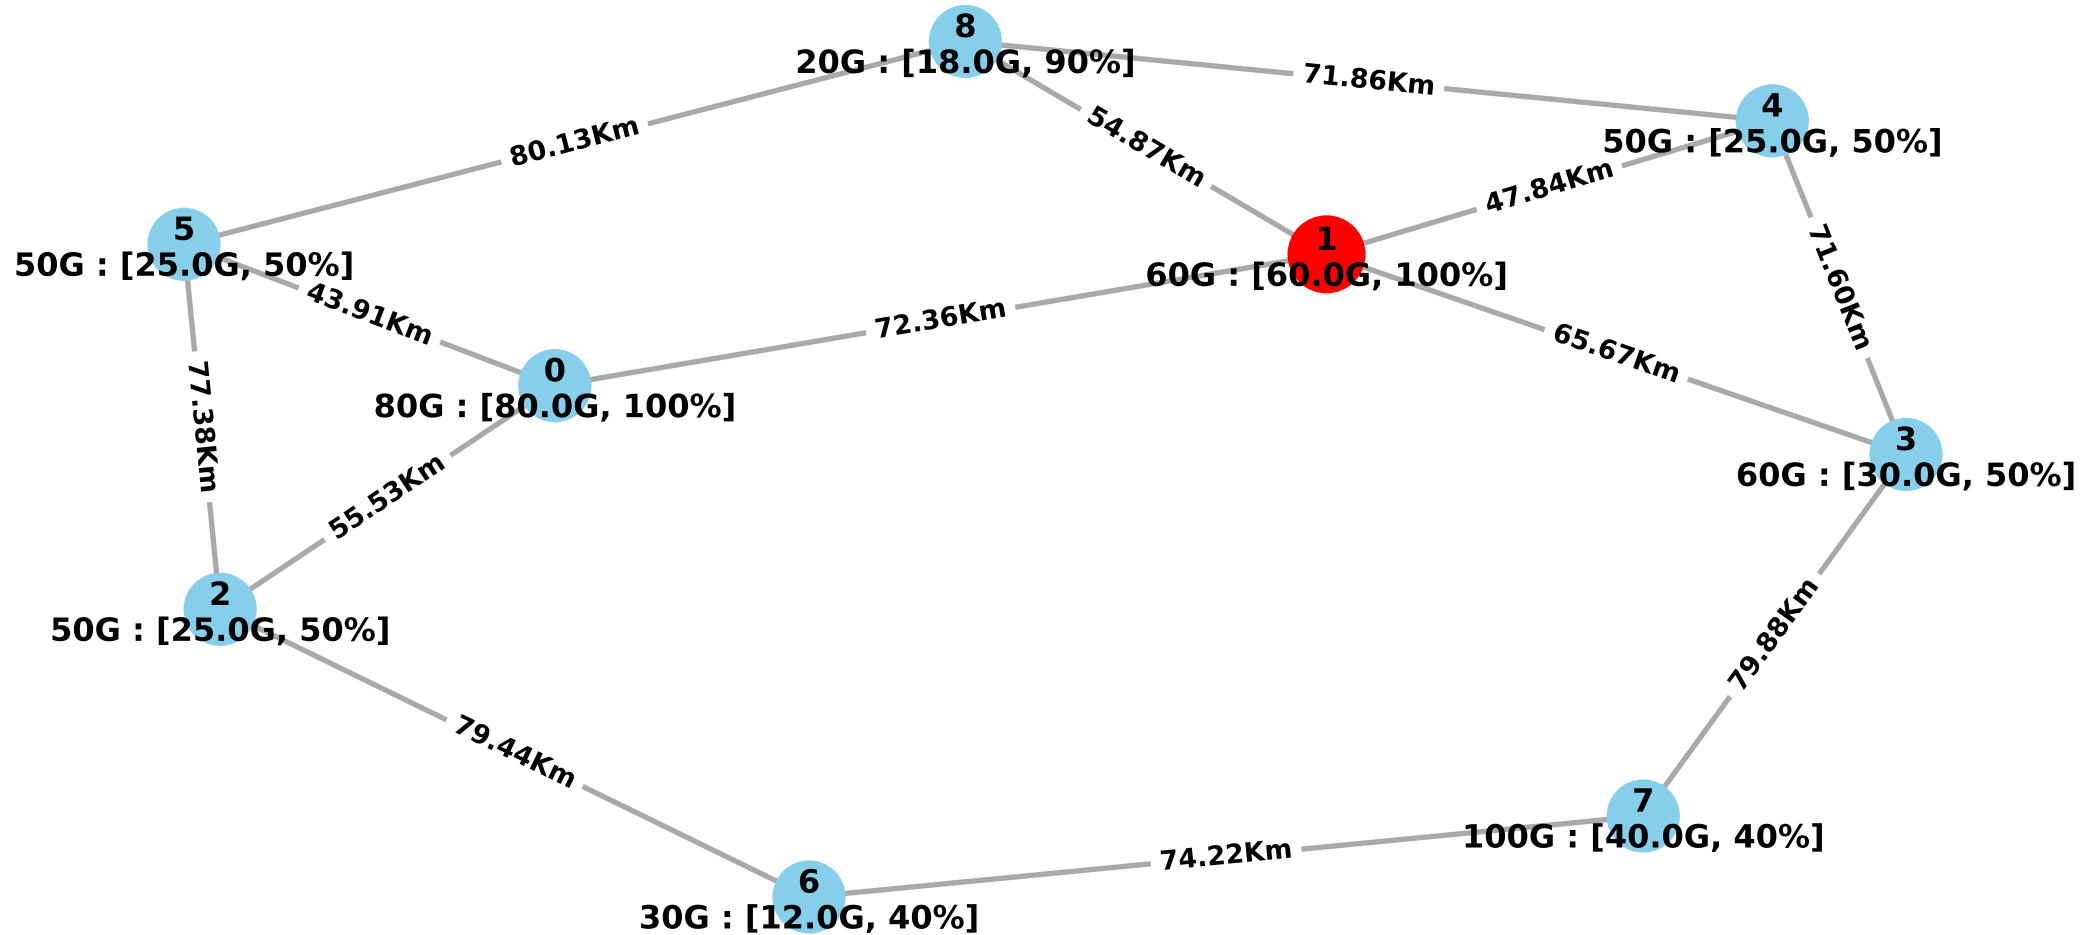 8
20G : [18.0G, 90%]
71.86Km
4
50G : [25.0G, 50%]
80.13Km
54.87Km
47.84Km
5
50G : [25.0G, 50%]
1
60G : [60.0G, 100%]
71.60Km
43.91Km
72.36Km
65.67Km
0
80G : [80.0G, 100%]
77.38Km
3
60G : [30.0G, 50%]
55.53Km
2
50G : [25.0G, 50%]
79.88Km
79.44Km
7
100G : [40.0G, 40%]
74.22Km
6
30G : [12.0G, 40%]